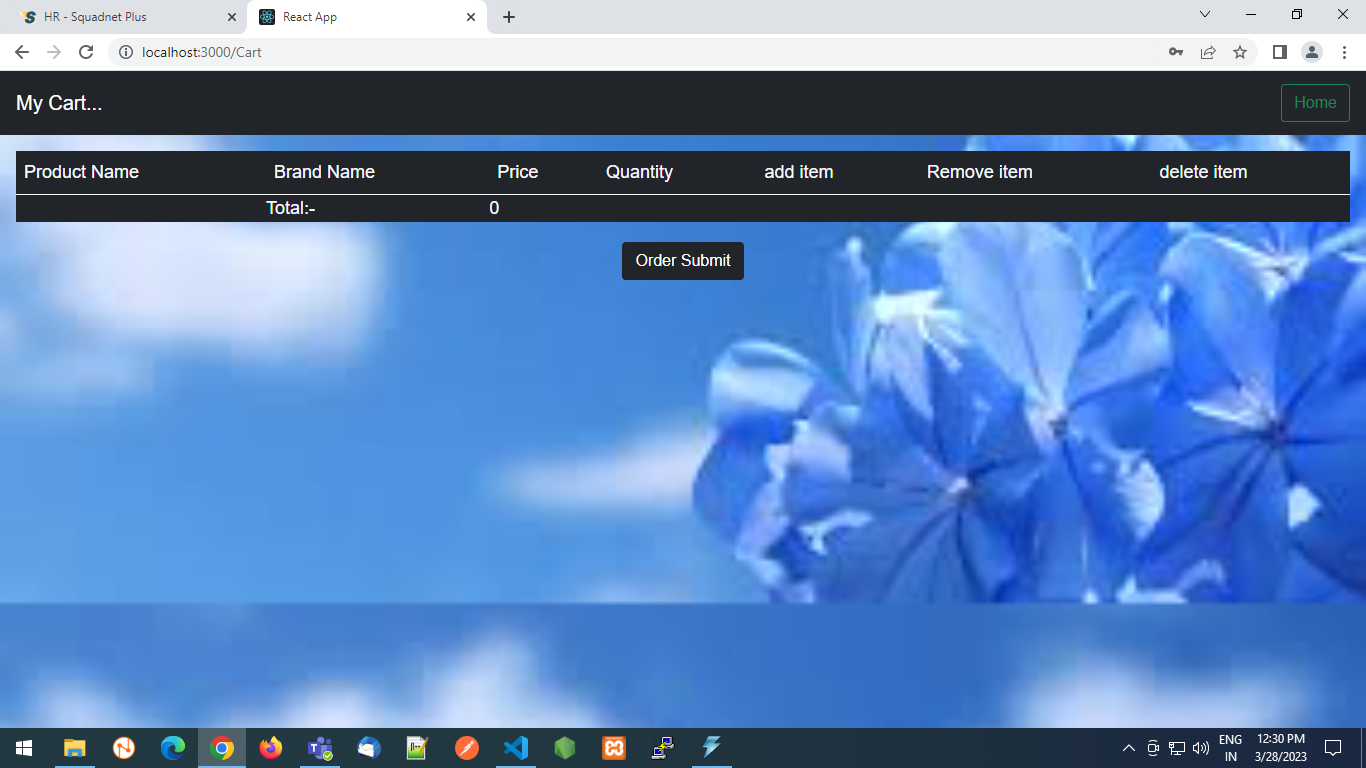 HR - Squadnet Plus
React App
localhost:3000/Cart
My Cart...
Home
Product Name Brand Name Price Quantity add item Remove item delete item
Total:- 0
Order Submit
ENG
IN
12:30 PM
3/28/2023